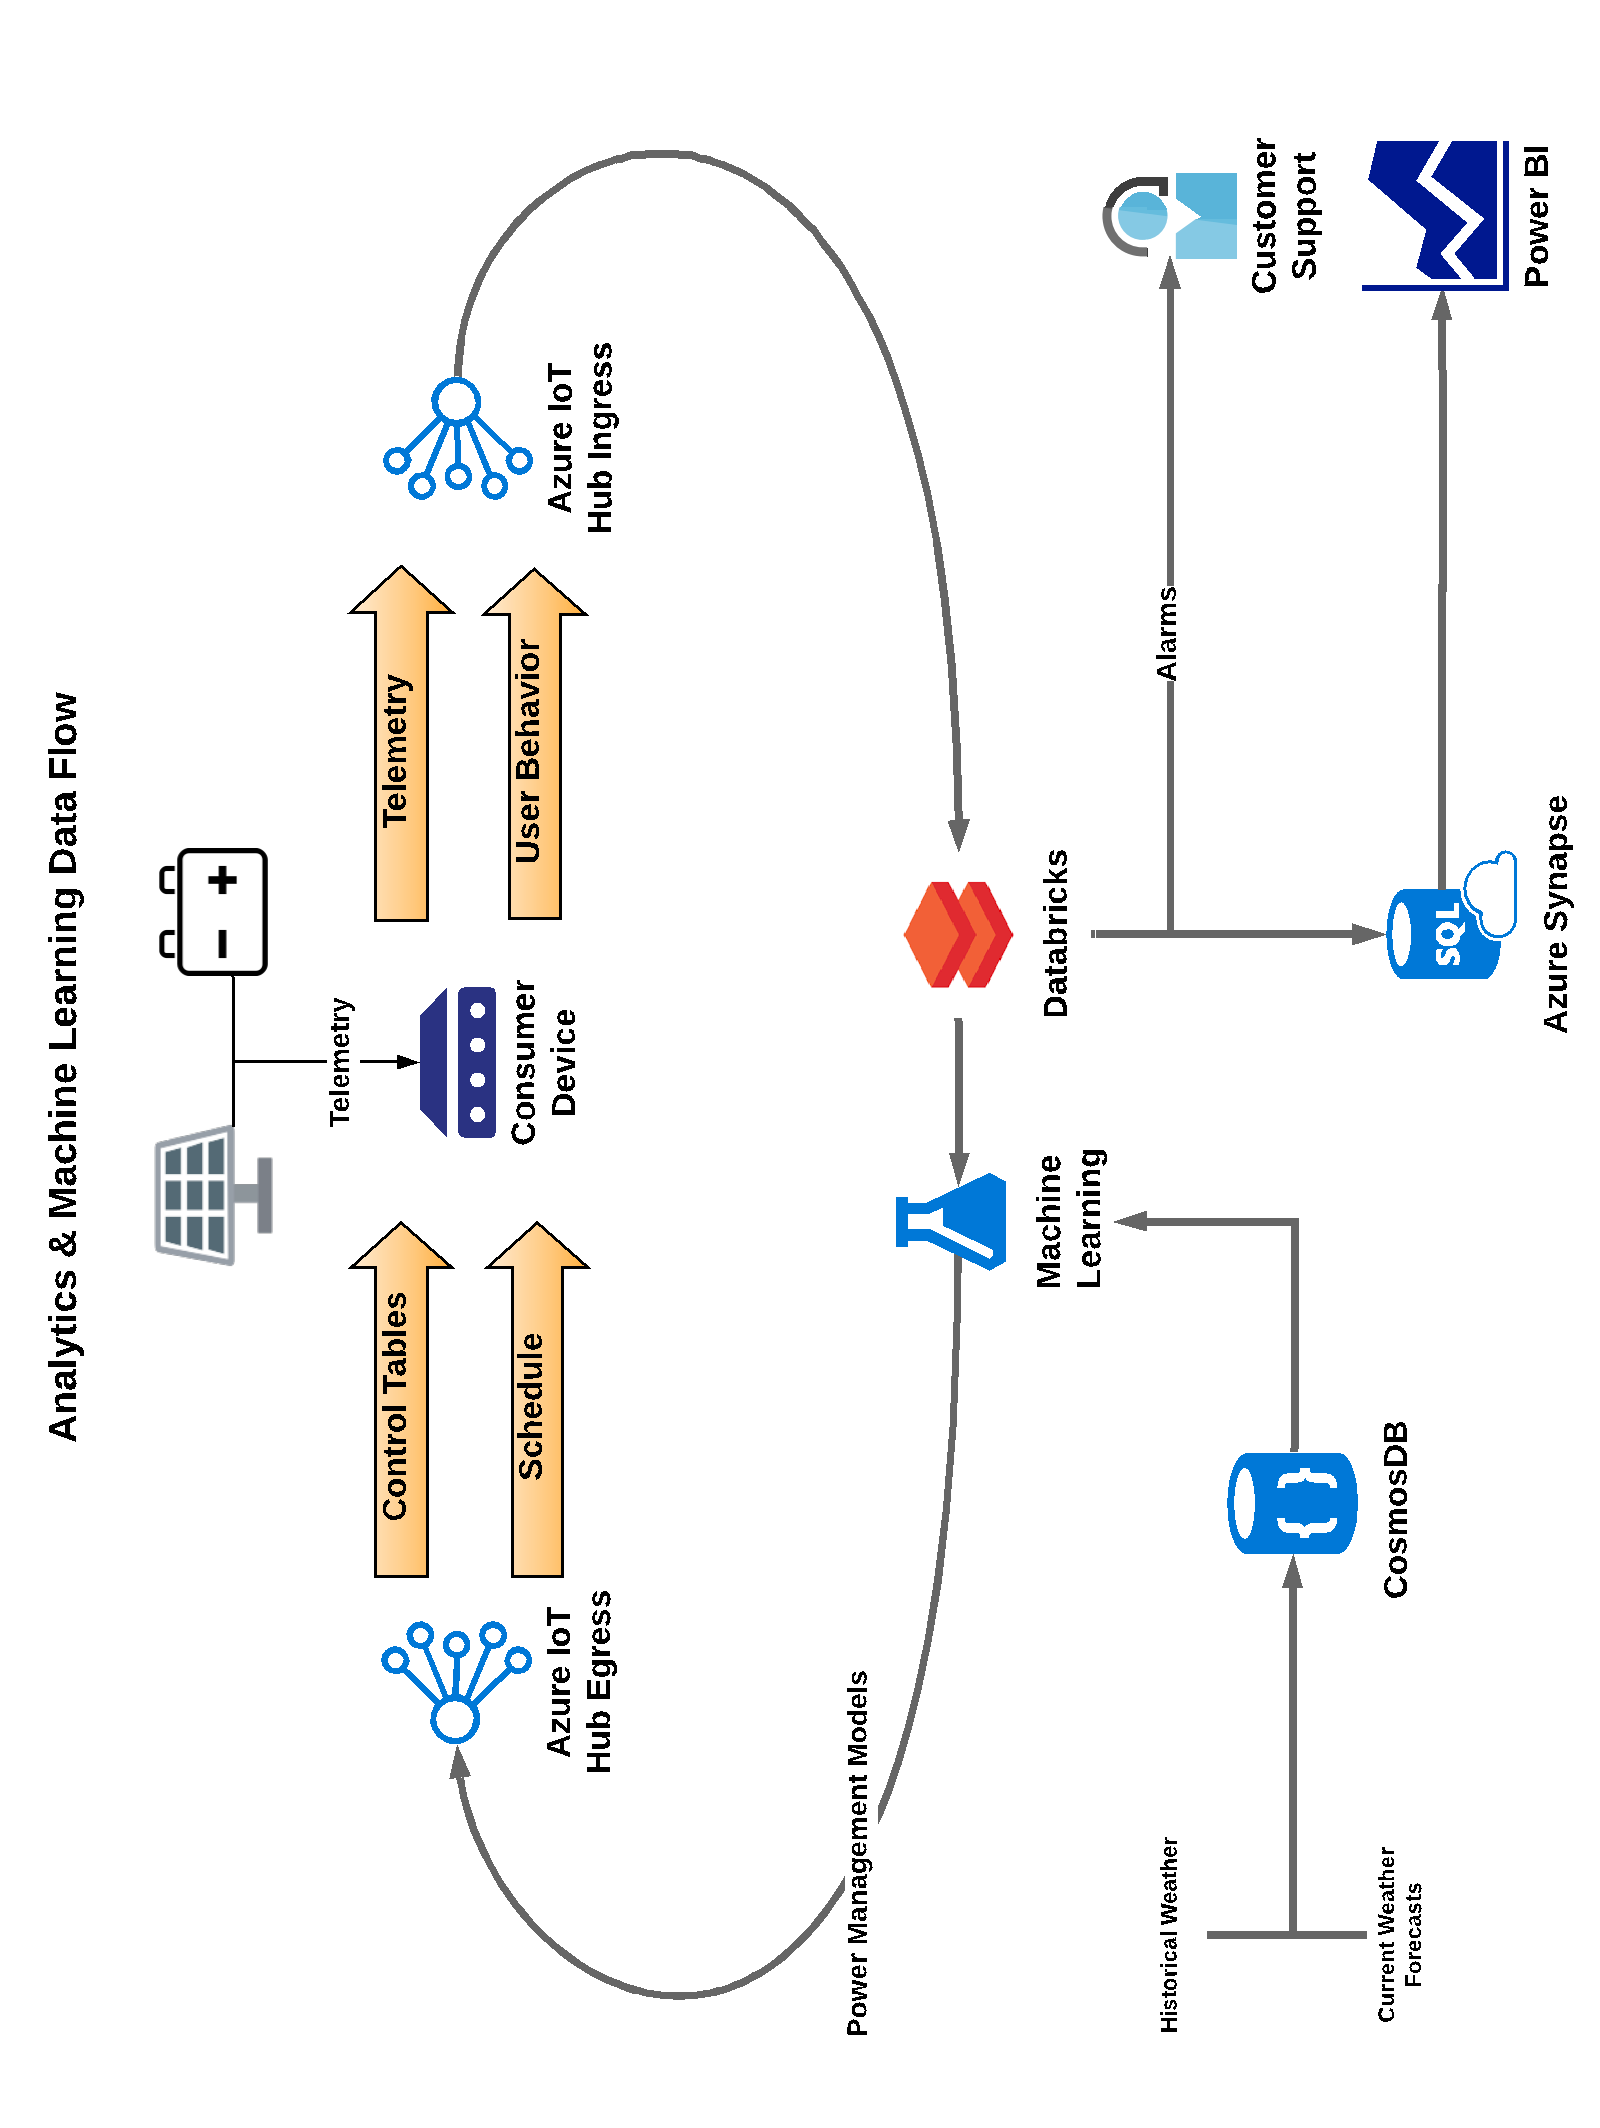 Analytics & Machine Learning Data Flow
Telemetry
Control Tables
Schedule
Telemetry
User Behavior
Azure IoT
Hub Egress
Consumer
Device
Azure IoT
Hub Ingress
Power Management Models
Machine
Learning
Databricks
Alarms
Customer
Support
Historical Weather
Current Weather
Forecasts
CosmosDB
SQL
Azure Synapse
Power BI